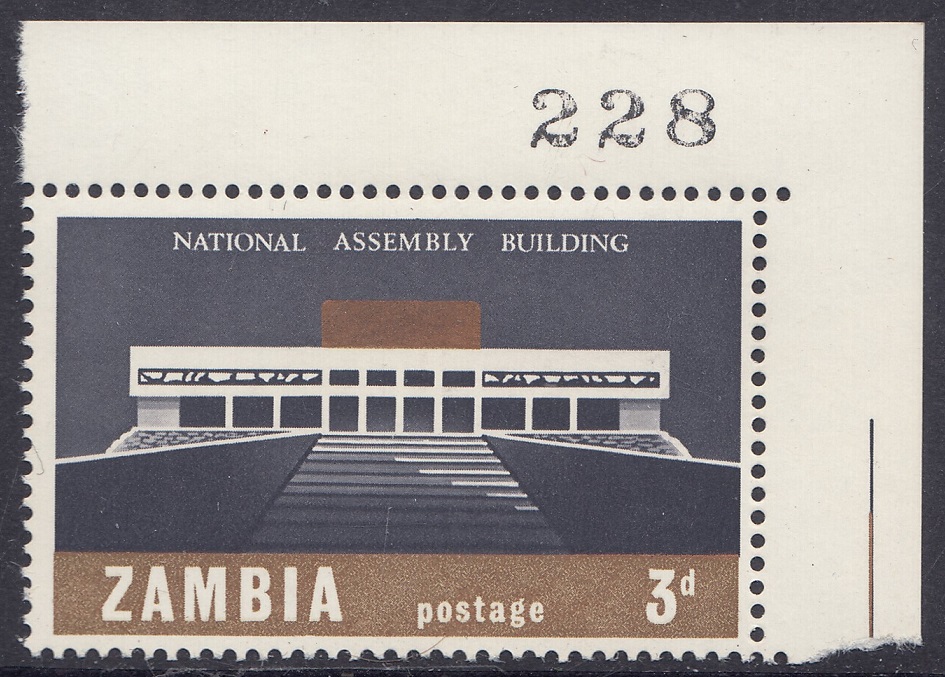 228
NATIONAL ASSEMBLY BUILDING
ZAMBIA postage 3d